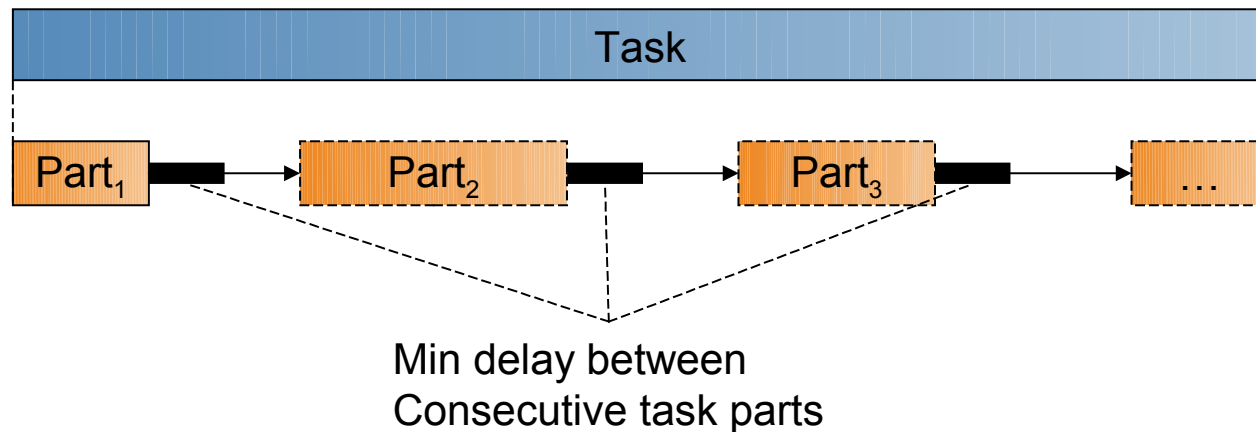 Task
Part₁
Part₂
Part₃
...
Min delay between
Consecutive task parts